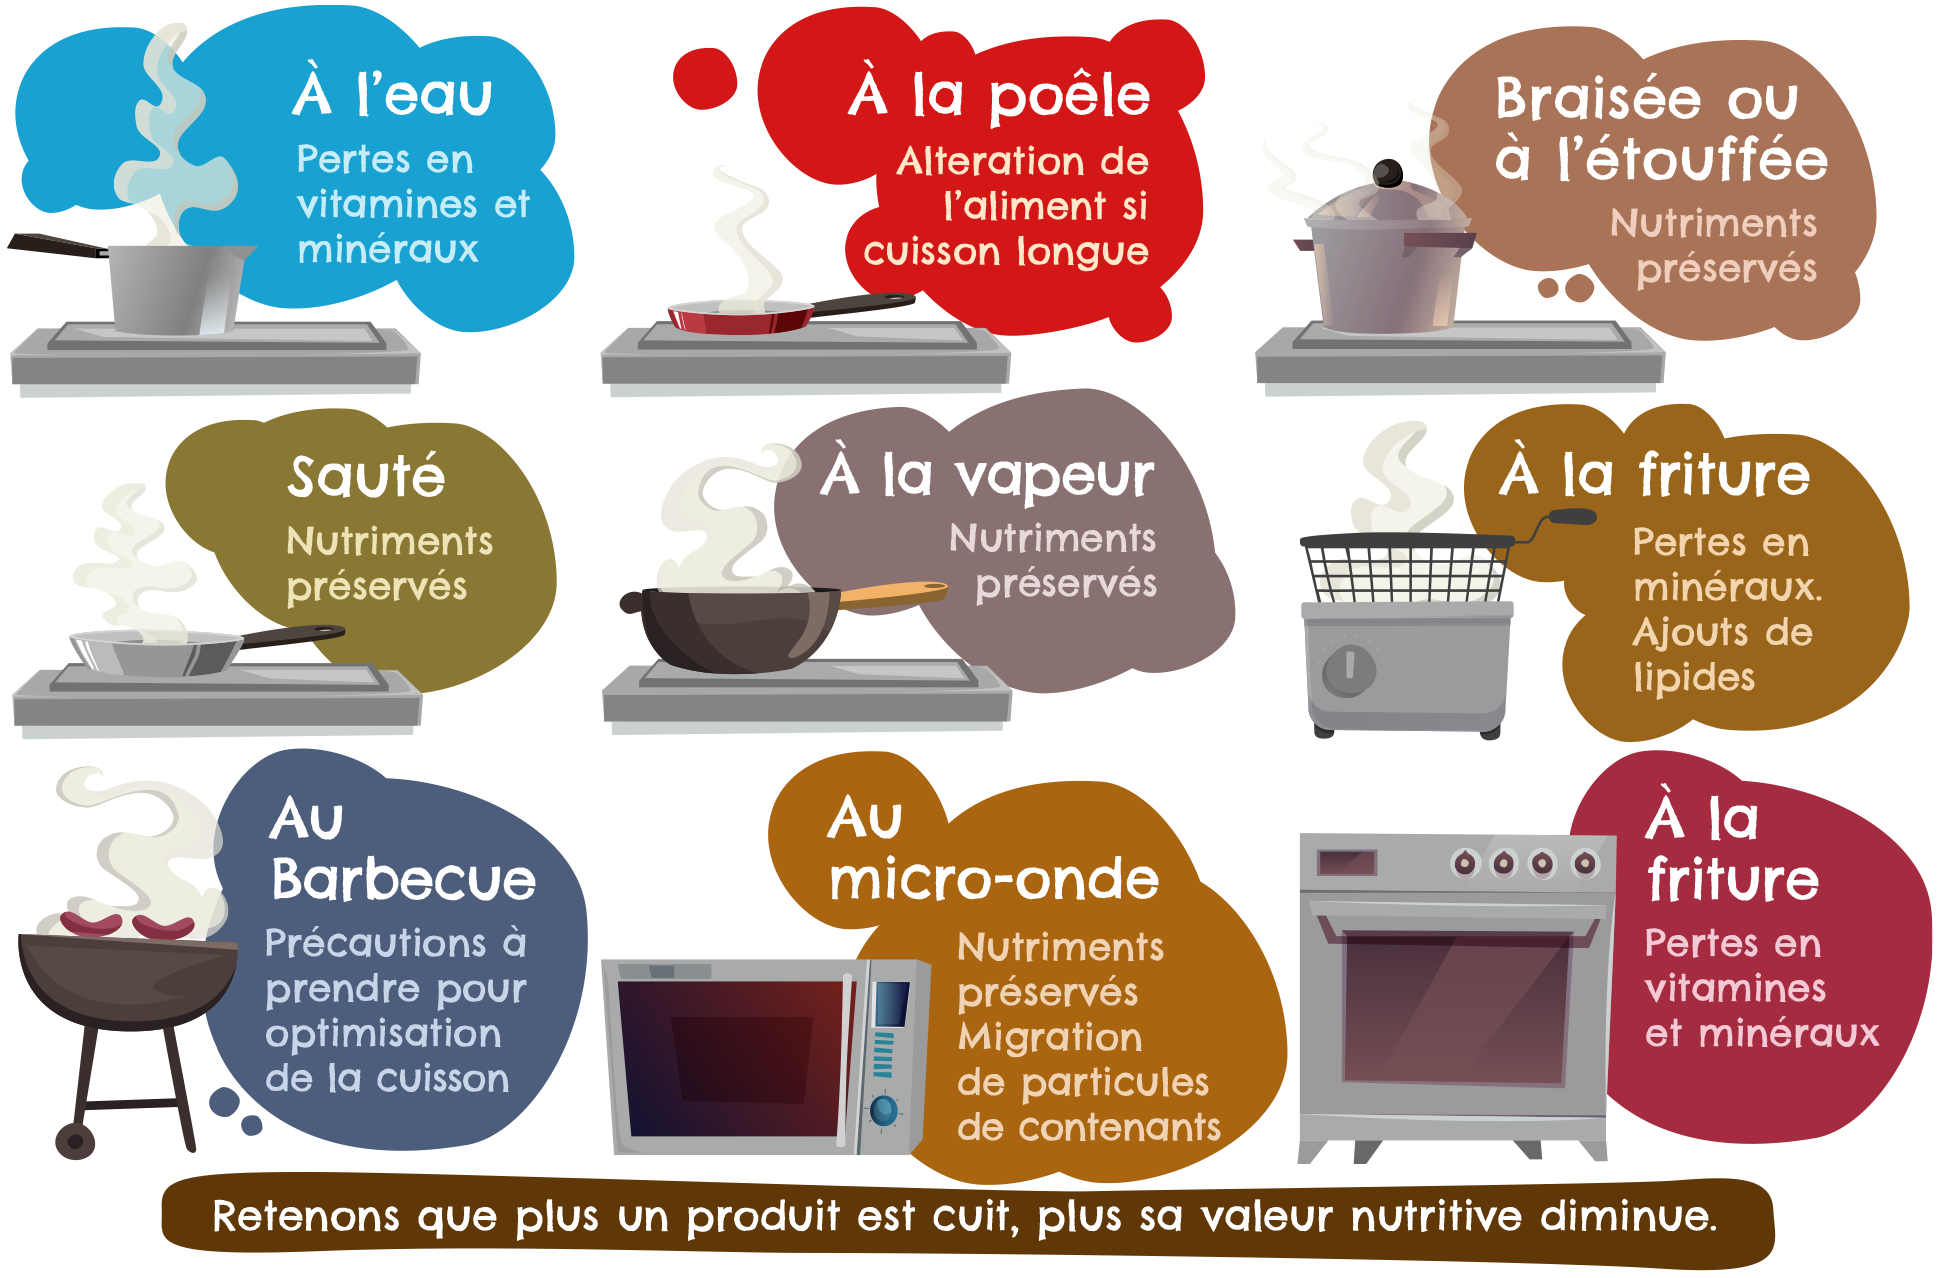 À l'eau
Pertes en
vitamines et
minéraux
À la poêle
Alteration de
l'aliment si
cuisson longue
Braisée ou
à l'étouffée
Nutriments
préservés
Sauté
Nutriments
préservés
À la vapeur
Nutriments
préservés
À la friture
Pertes en
minéraux.
Ajouts de
lipides
Au
Barbecue
Précautions à
prendre pour
optimisation
de la cuisson
Au
micro-onde
Nutriments
préservés
Migration
de particules
de contenants
À la
friture
Pertes en
vitamines
et minéraux
Retenons que plus un produit est cuit, plus sa valeur nutritive diminue.